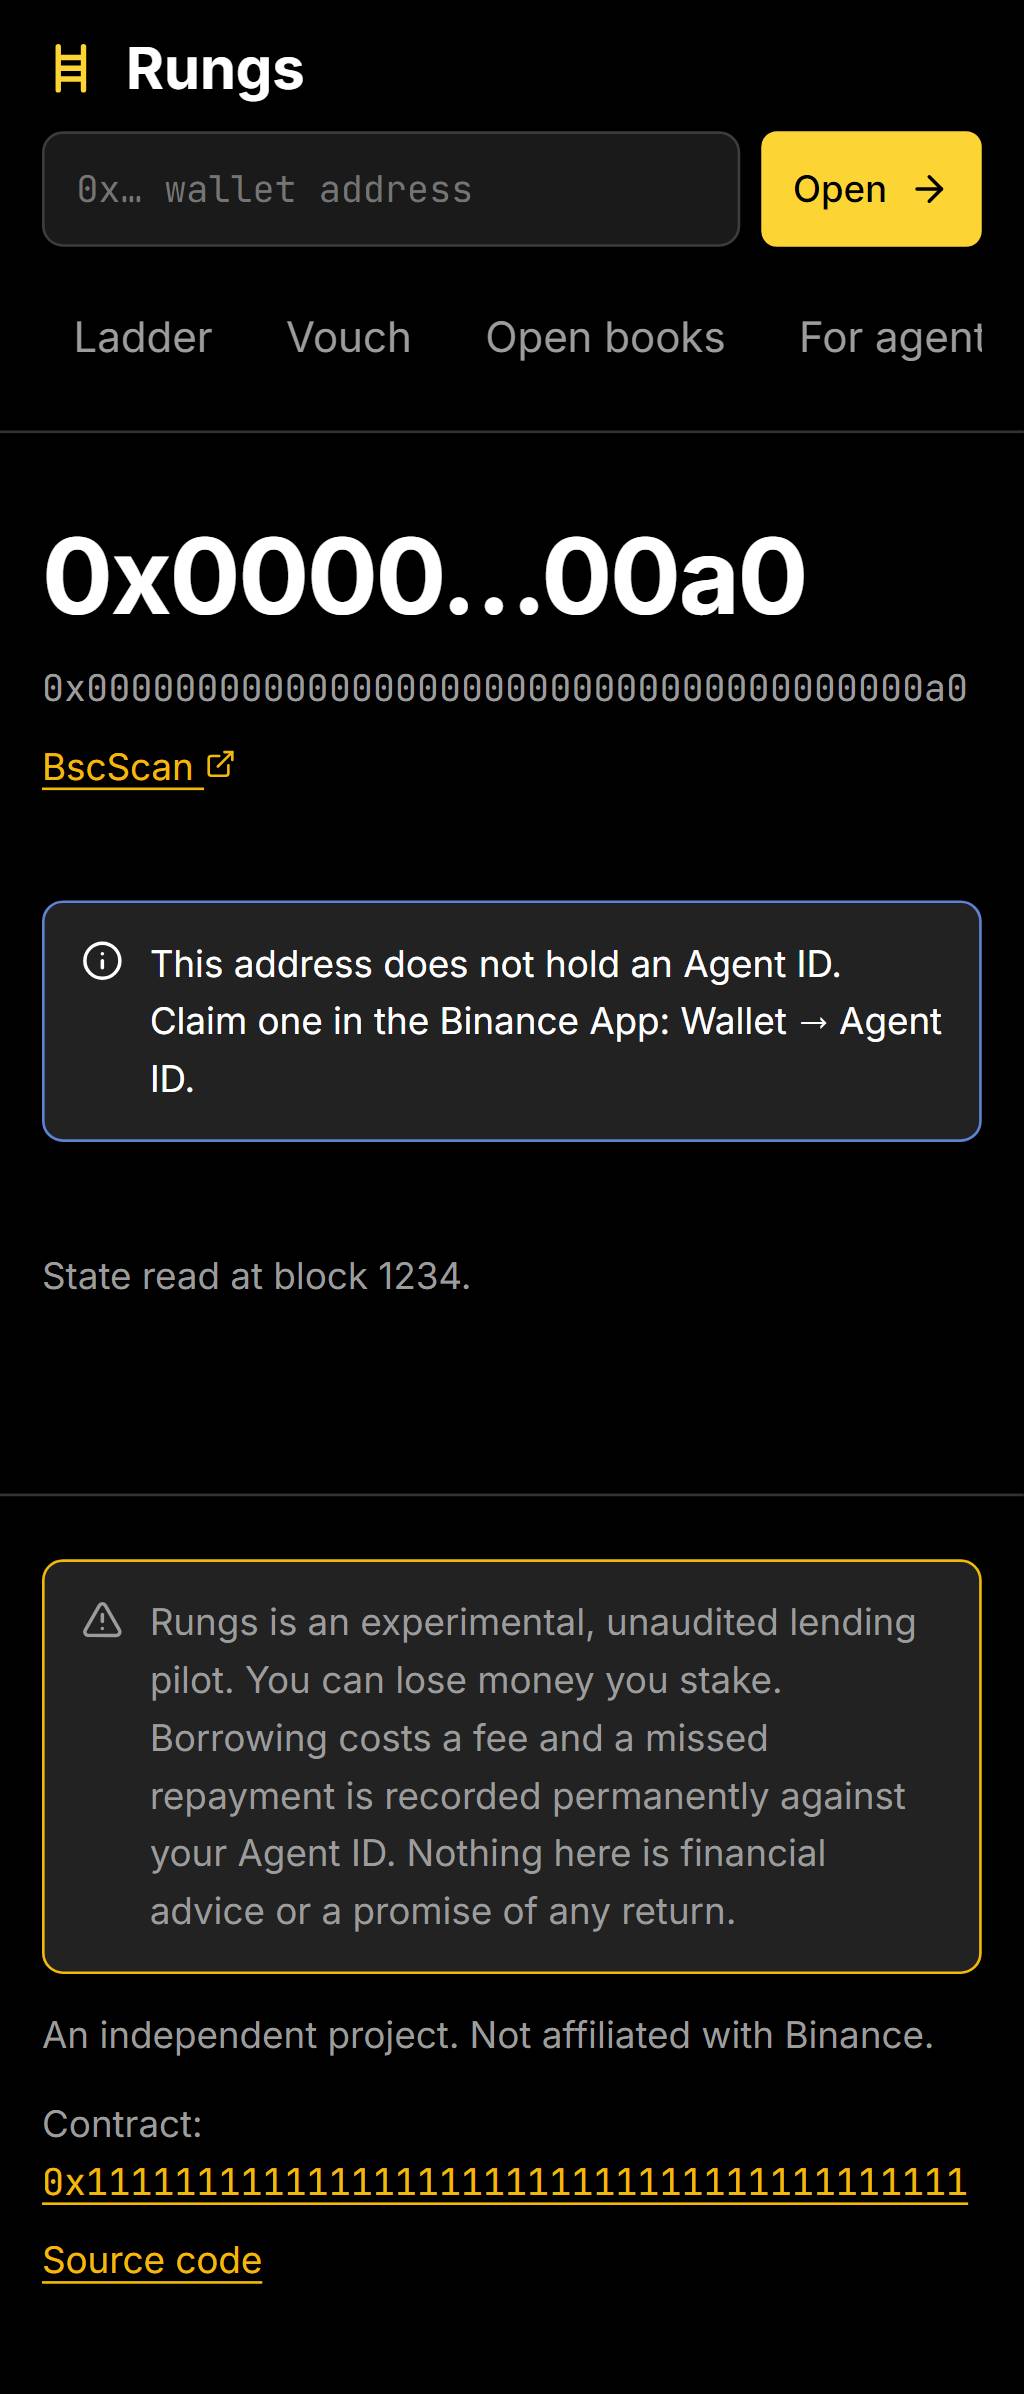 Rungs
0x… wallet address
Open →
Ladder Vouch Open books For agent
0x0000…00a0
0x00000000000000000000000000000000000000a0
BscScan
This address does not hold an Agent ID.
Claim one in the Binance App: Wallet → Agent
ID.
State read at block 1234.
Rungs is an experimental, unaudited lending
pilot. You can lose money you stake.
Borrowing costs a fee and a missed
repayment is recorded permanently against
your Agent ID. Nothing here is financial
advice or a promise of any return.
An independent project. Not affiliated with Binance.
Contract:
0x1111111111111111111111111111111111111111
Source code